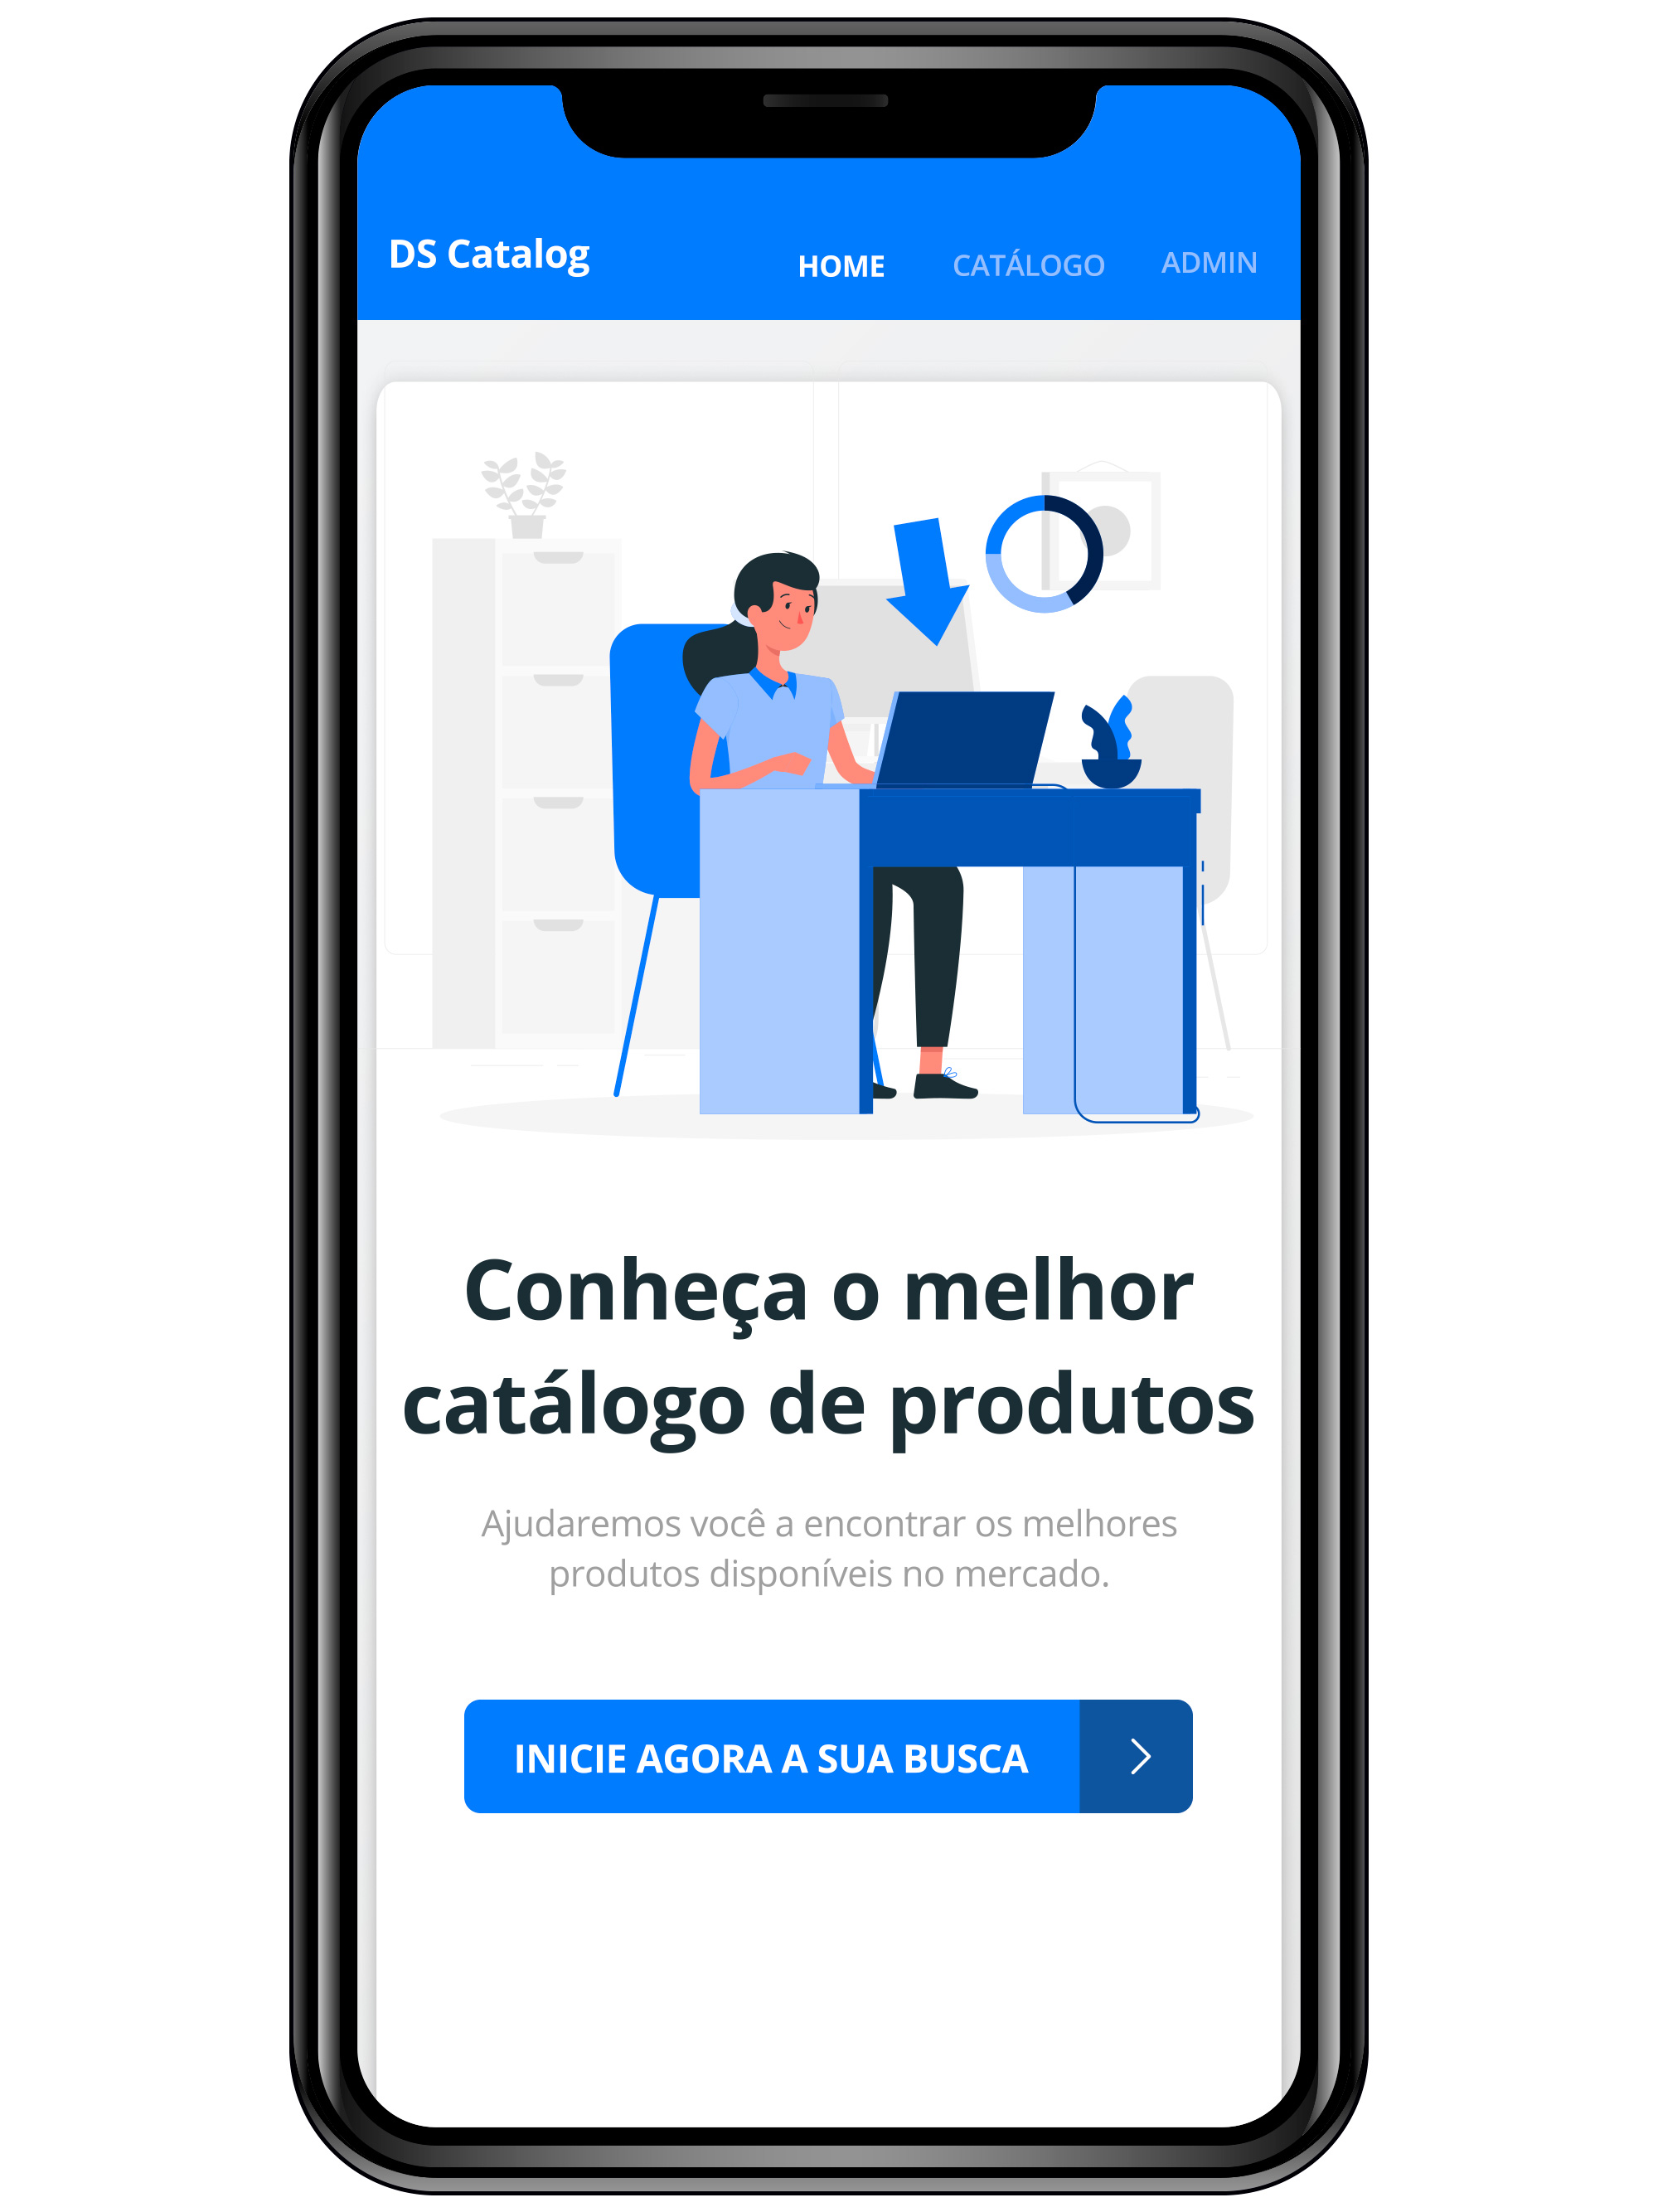 DS Catalog
HOME CATÁLOGO ADMIN
Conheça o melhor
catálogo de produtos
Ajudaremos você a encontrar os melhores
produtos disponíveis no mercado.
INICIE AGORA A SUA BUSCA